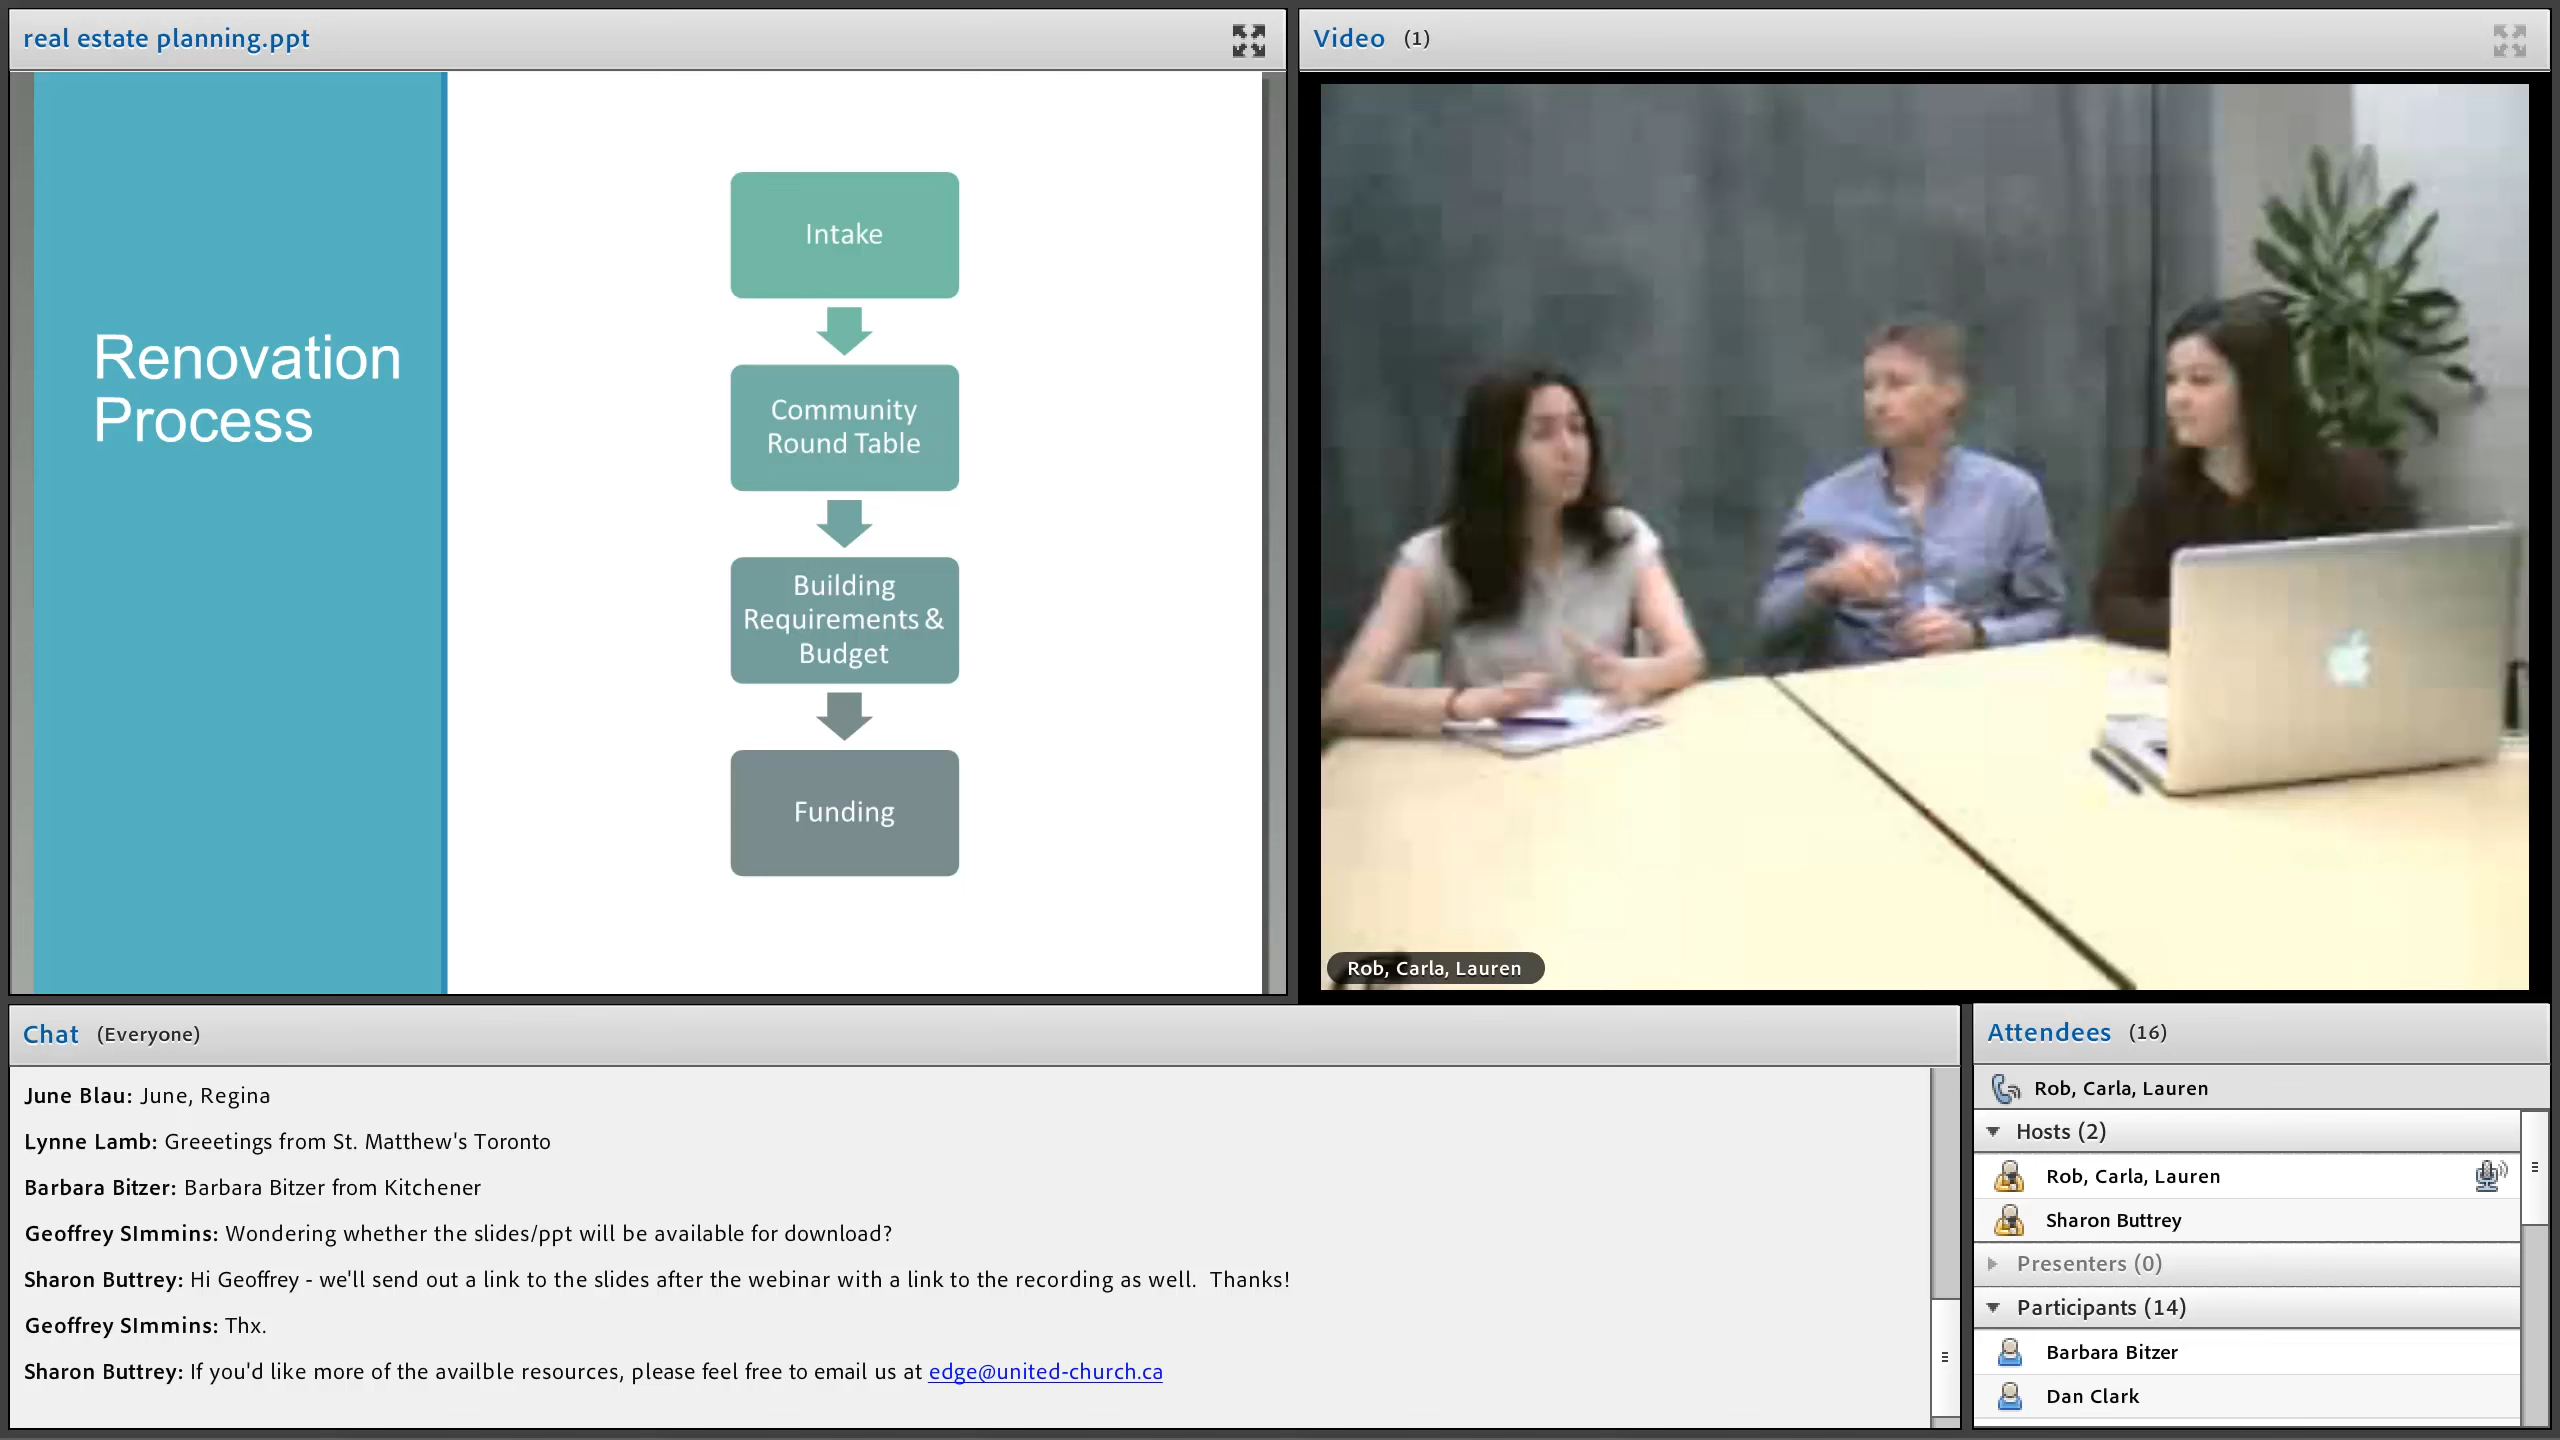 real estate planning.ppt
Renovation
Process
Intake
Community
Round Table
Building
Requirements &
Budget
Funding
Video (1)
Rob, Carla, Lauren
Chat (Everyone)
June Blau: June, Regina
Lynne Lamb: Greeetings from St. Matthew's Toronto
Barbara Bitzer: Barbara Bitzer from Kitchener
Geoffrey SImmins: Wondering whether the slides/ppt will be available for download?
Sharon Buttrey: Hi Geoffrey - we'll send out a link to the slides after the webinar with a link to the recording as well.  Thanks!
Geoffrey SImmins: Thx.
Sharon Buttrey: If you'd like more of the availble resources, please feel free to email us at edge@united-church.ca
Attendees (16)
Rob, Carla, Lauren
Hosts (2)
Rob, Carla, Lauren
Sharon Buttrey
Presenters (0)
Participants (14)
Barbara Bitzer
Dan Clark